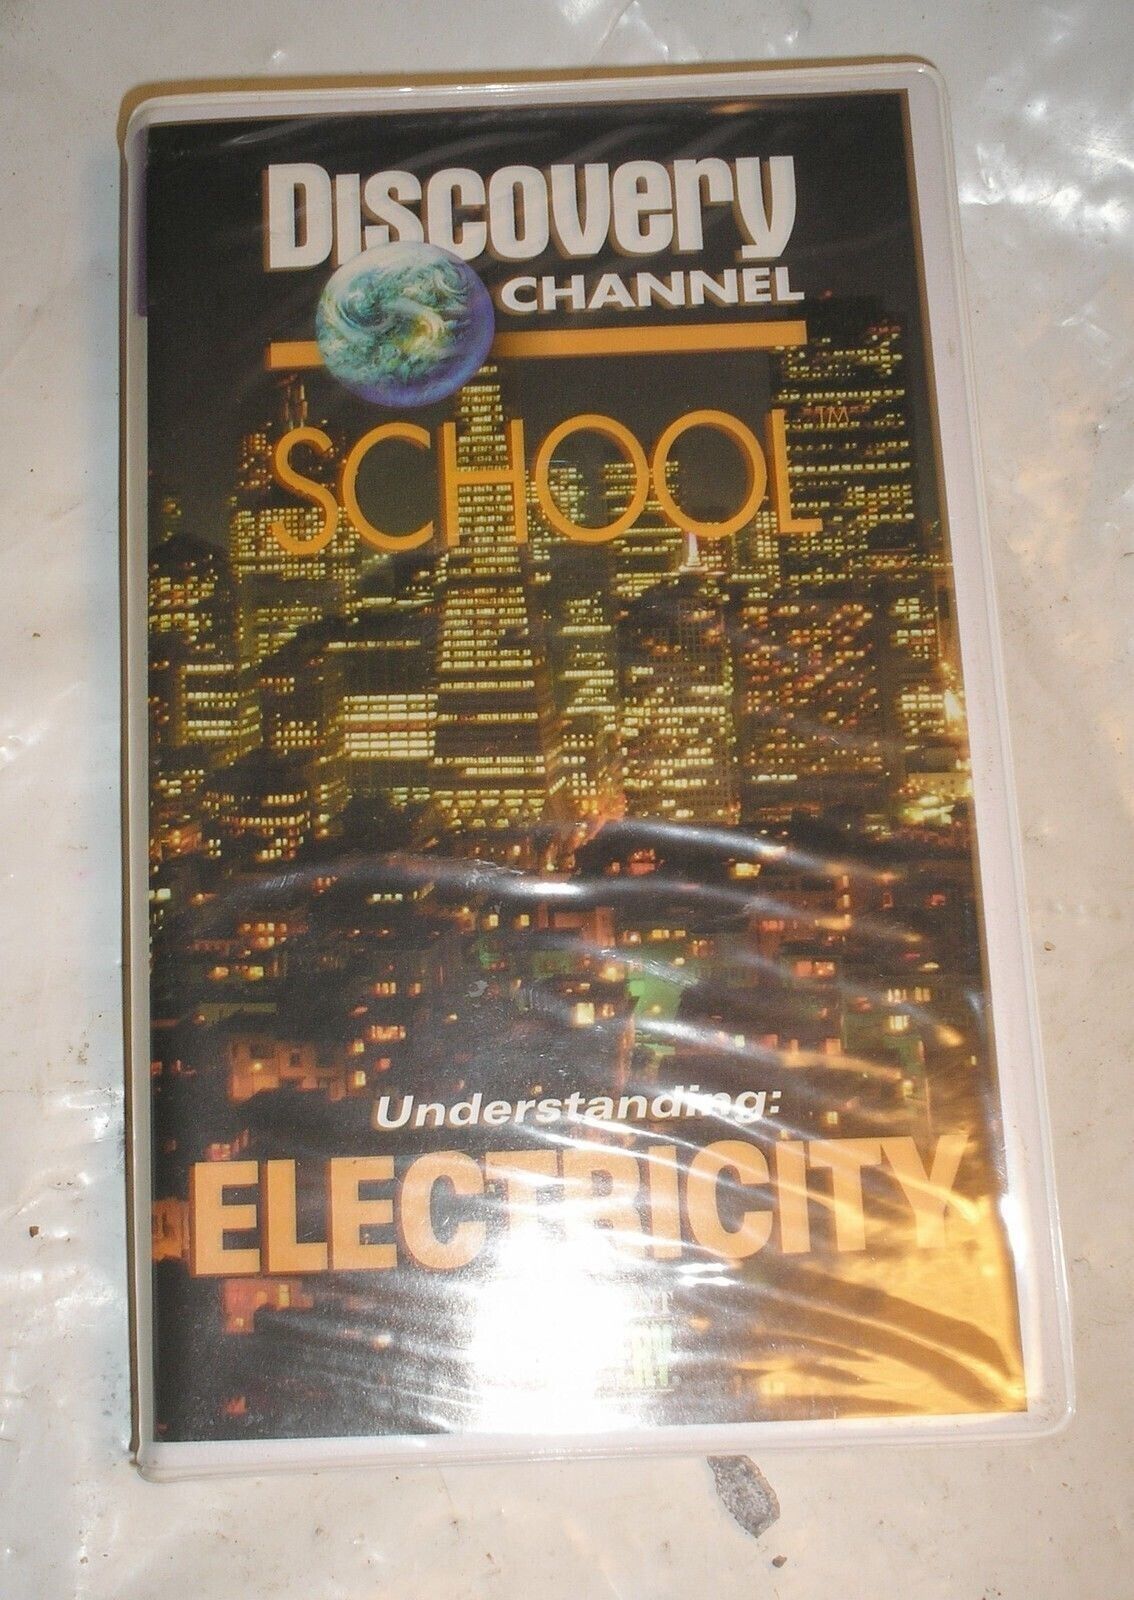 DISCOVERY
CHANNEL
SCHOOL™
Understanding:
ELECTRICITY